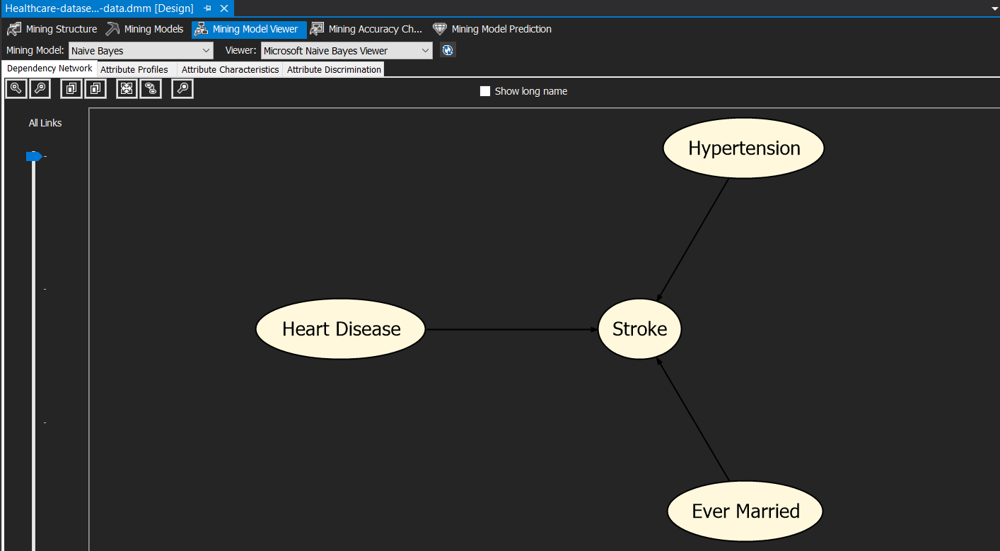 Healthcare-datase...-data.dmm [Design]
Mining Structure Mining Models Mining Model Viewer Mining Accuracy Ch... Mining Model Prediction
Mining Model: Naive Bayes Viewer: Microsoft Naive Bayes Viewer
Dependency Network Attribute Profiles Attribute Characteristics Attribute Discrimination
Show long name
All Links
Hypertension
Heart Disease Stroke
Ever Married